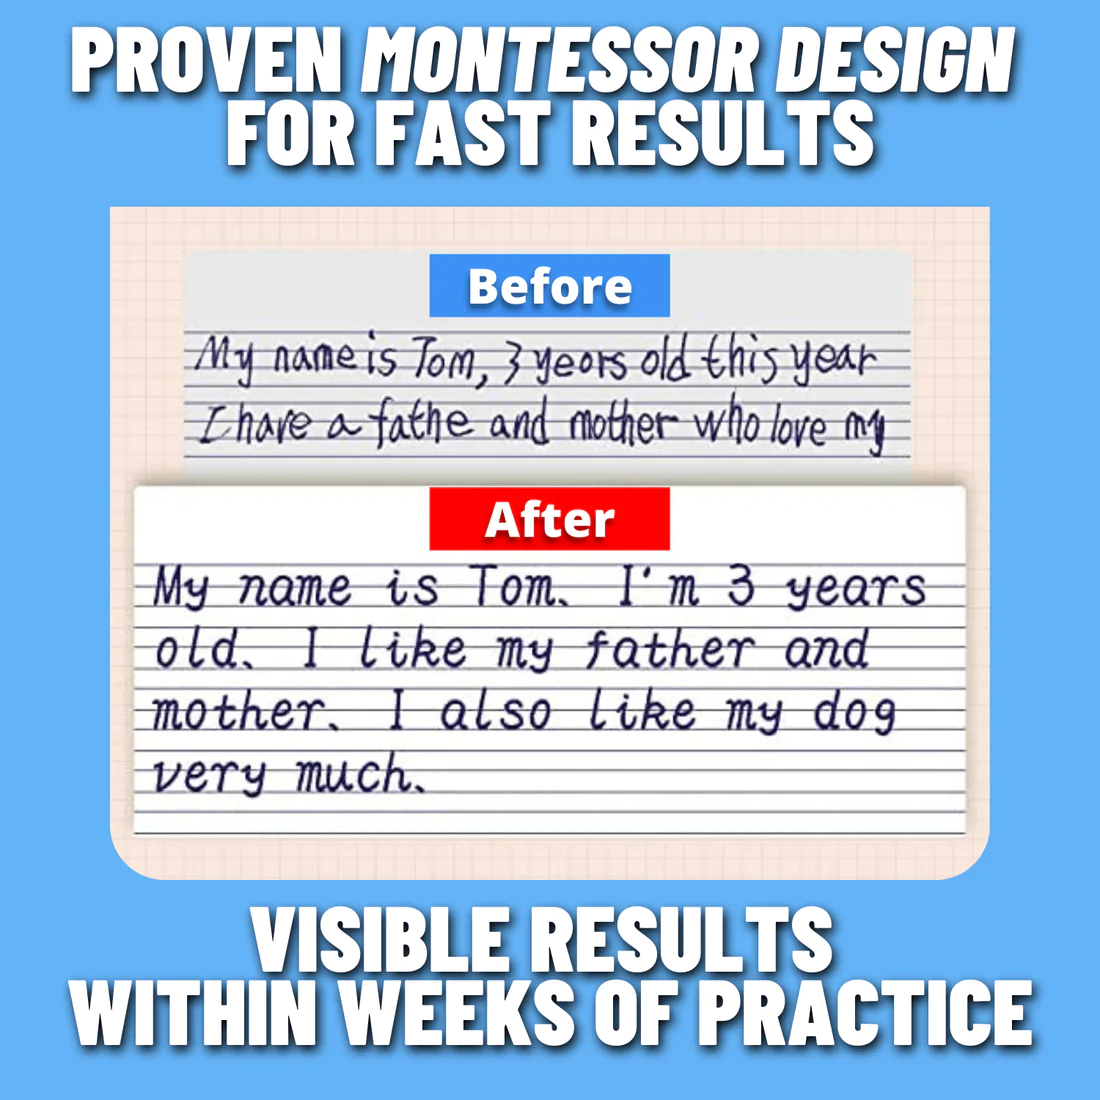 PROVEN MONTESSOR DESIGN
FOR FAST RESULTS
Before
My name is Tom, 3 yeors old this year
I have a fathe and mother who love my
After
My name is Tom、 I'm 3 years
old、 I like my father and
mother、 I also like my dog
very much、
VISIBLE RESULTS
WITHIN WEEKS OF PRACTICE